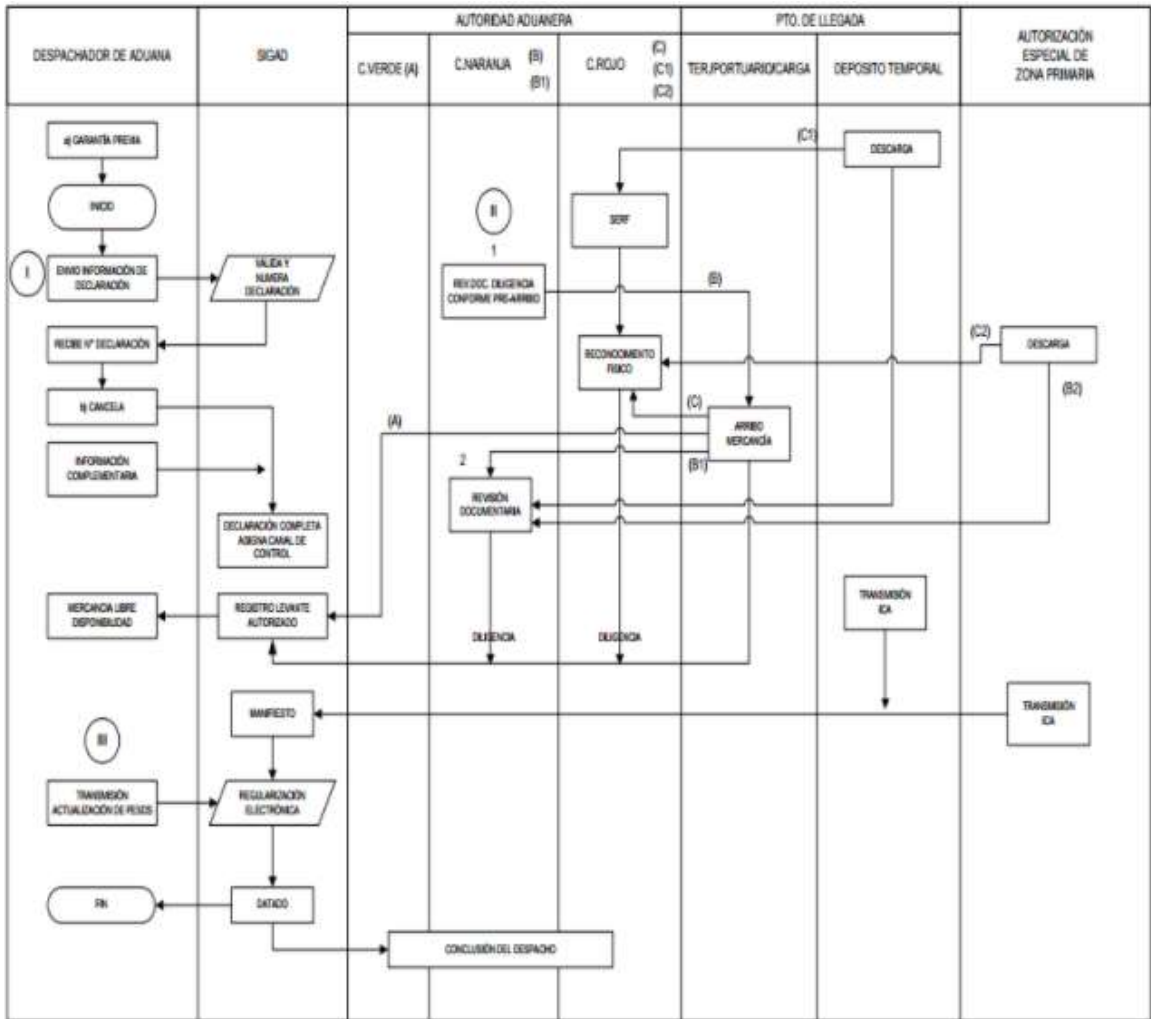 AUTORIDAD ADUANERA
PTO. DE LLEGADA
DESPACHADOR DE ADUANA
SIGAD
C.VERDE (A)
C.NARANJA
(B)
(B1)
C.ROJO
(C)
(C1)
(C2)
TER./PORTUARIO/CARGA
DEPOSITO TEMPORAL
AUTORIZACIÓN
ESPECIAL DE
ZONA PRIMARIA
a) GARANTÍA PREVIA
(C1)
DESCARGA
INICIO
II
SERF
I
ENVIO INFORMACIÓN DE
DECLARACIÓN
VALIDA Y
NUMERA
DECLARACIÓN
1
REV.DOC. DILIGENCIA
CONFORME PRE-ARRIBO
(B)
RECIBE N° DECLARACIÓN
RECONOCIMIENTO
FISICO
(C2)
DESCARGA
(B2)
b) CANCELA
(A)
(C)
ARRIBO
MERCANCÍA
INFORMACIÓN
COMPLEMENTARIA
2
(B1)
REVISIÓN
DOCUMENTARIA
DECLARACIÓN COMPLETA
ASIGNA CANAL DE
CONTROL
MERCANCIA LIBRE
DISPONIBILIDAD
REGISTRO LEVANTE
AUTORIZADO
TRANSMISIÓN
ICA
DILIGENCIA
DILIGENCIA
MANIFIESTO
TRANSMISIÓN
ICA
III
TRANSMISIÓN
ACTUALIZACIÓN DE PESOS
REGULARIZACIÓN
ELECTRÓNICA
FIN
DATADO
CONCLUSIÓN DEL DESPACHO